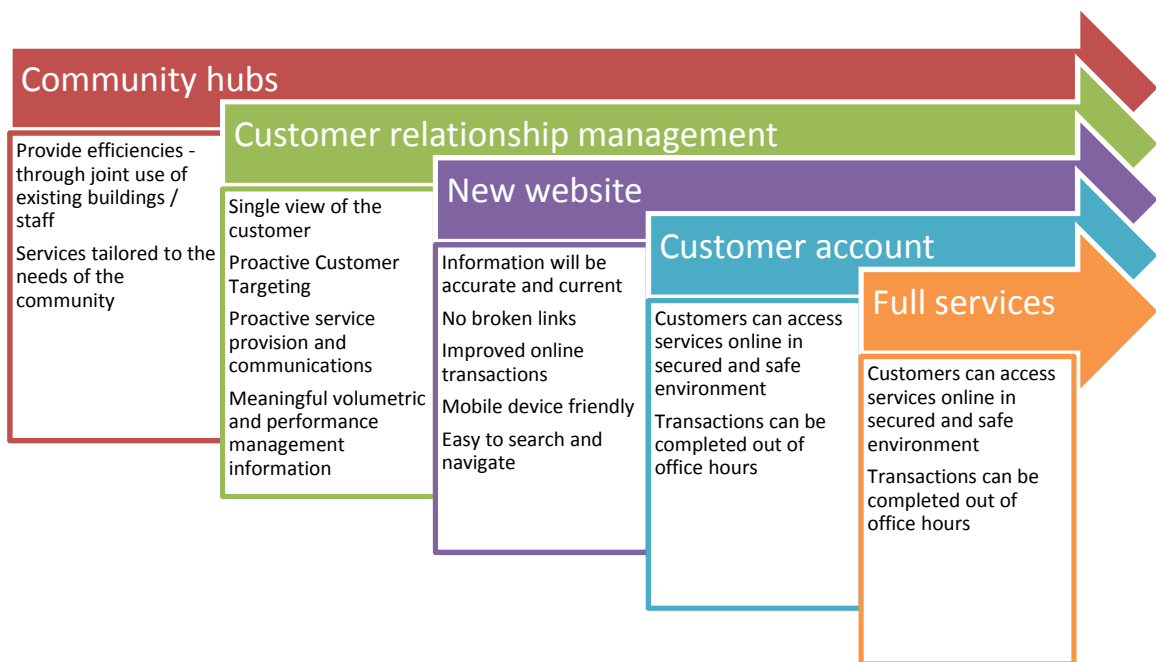 Community hubs
Provide efficiencies -
through joint use of
existing buildings /
staff
Services tailored to the
needs of the
community
Customer relationship management
Single view of the
customer
Proactive Customer
Targeting
Proactive service
provision and
communications
Meaningful volumetric
and performance
management
information
New website
Information will be
accurate and current
No broken links
Improved online
transactions
Mobile device friendly
Easy to search and
navigate
Customer account
Customers can access
services online in
secured and safe
environment
Transactions can be
completed out of
office hours
Full services
Customers can access
services online in
secured and safe
environment
Transactions can be
completed out of
office hours